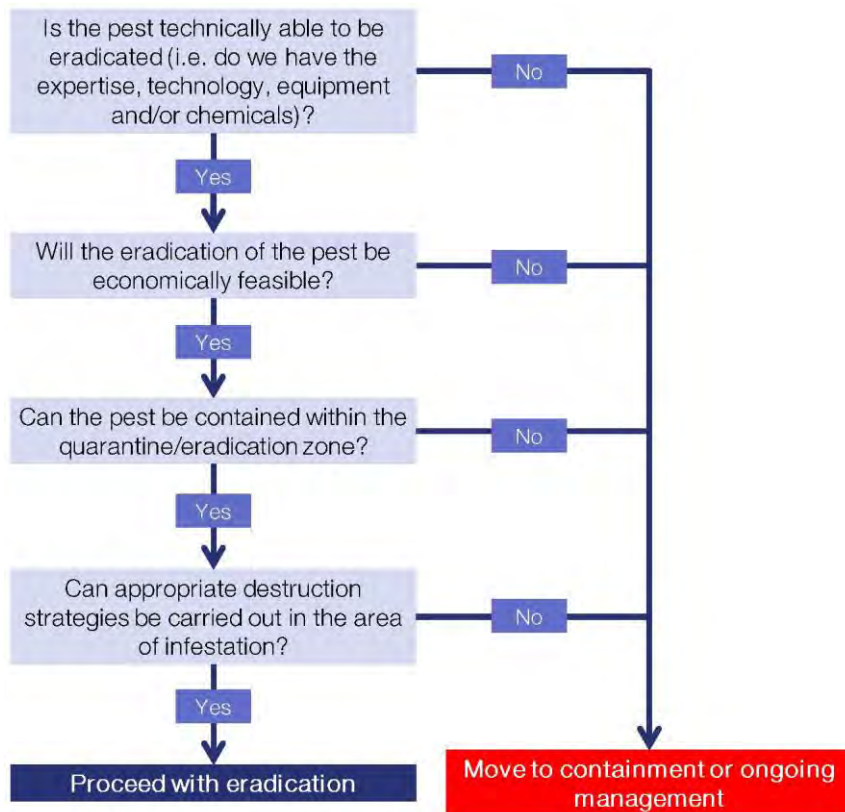 Is the pest technically able to be
eradicated (i.e. do we have the
expertise, technology, equipment
and/or chemicals)?
No
Yes
Will the eradication of the pest be
economically feasible?
No
Yes
Can the pest be contained within the
quarantine/eradication zone?
No
Yes
Can appropriate destruction
strategies be carried out in the area
of infestation?
No
Yes
Proceed with eradication
Move to containment or ongoing
management